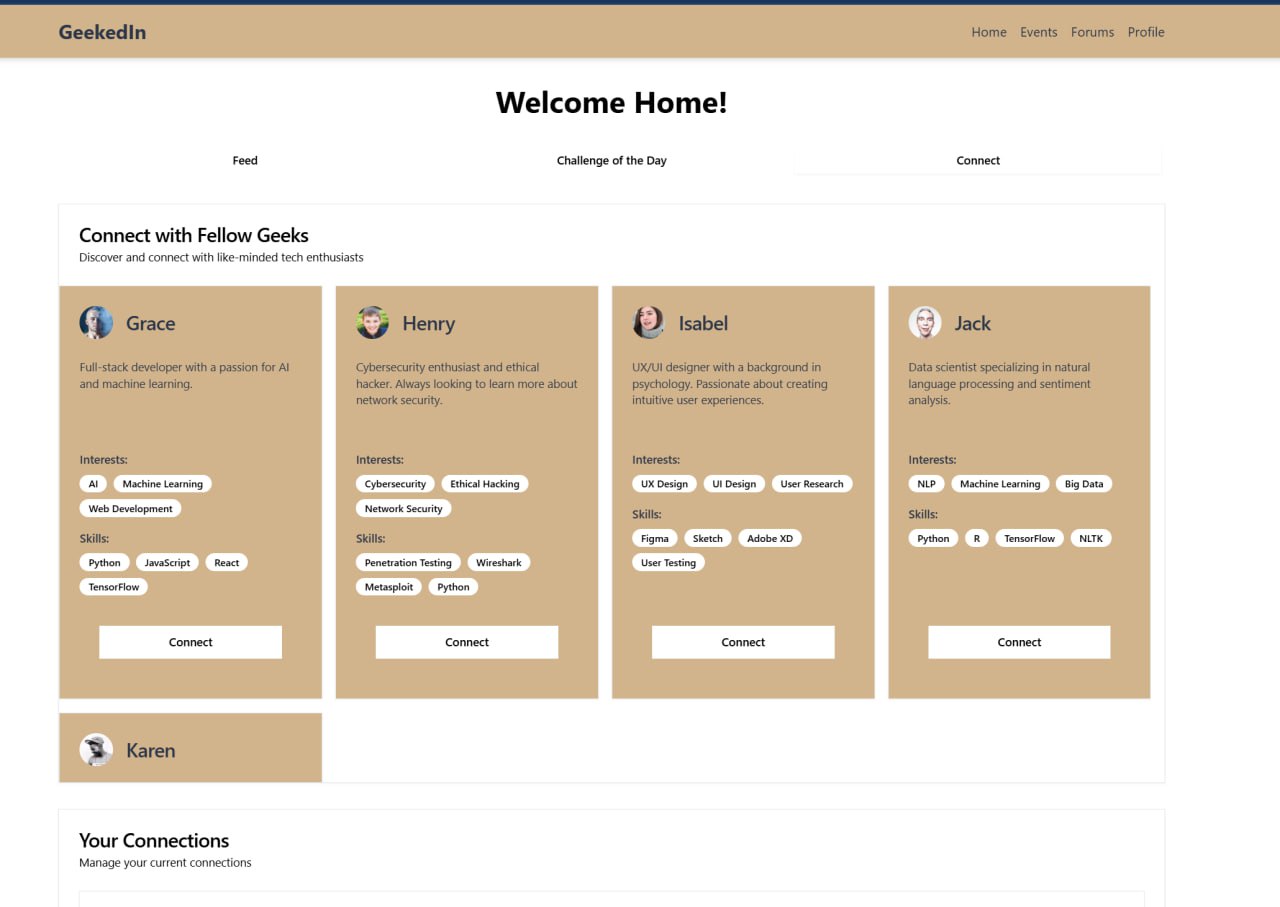 GeekedIn
Home Events Forums Profile
Welcome Home!
Feed
Challenge of the Day
Connect
Connect with Fellow Geeks
Discover and connect with like-minded tech enthusiasts
Grace
Full-stack developer with a passion for AI
and machine learning.
Interests:
AI Machine Learning
Web Development
Skills:
Python JavaScript React
TensorFlow
Connect
Henry
Cybersecurity enthusiast and ethical
hacker. Always looking to learn more about
network security.
Interests:
Cybersecurity Ethical Hacking
Network Security
Skills:
Penetration Testing Wireshark
Metasploit Python
Connect
Isabel
UX/UI designer with a background in
psychology. Passionate about creating
intuitive user experiences.
Interests:
UX Design UI Design User Research
Skills:
Figma Sketch Adobe XD
User Testing
Connect
Jack
Data scientist specializing in natural
language processing and sentiment
analysis.
Interests:
NLP Machine Learning Big Data
Skills:
Python R TensorFlow NLTK
Connect
Karen
Your Connections
Manage your current connections